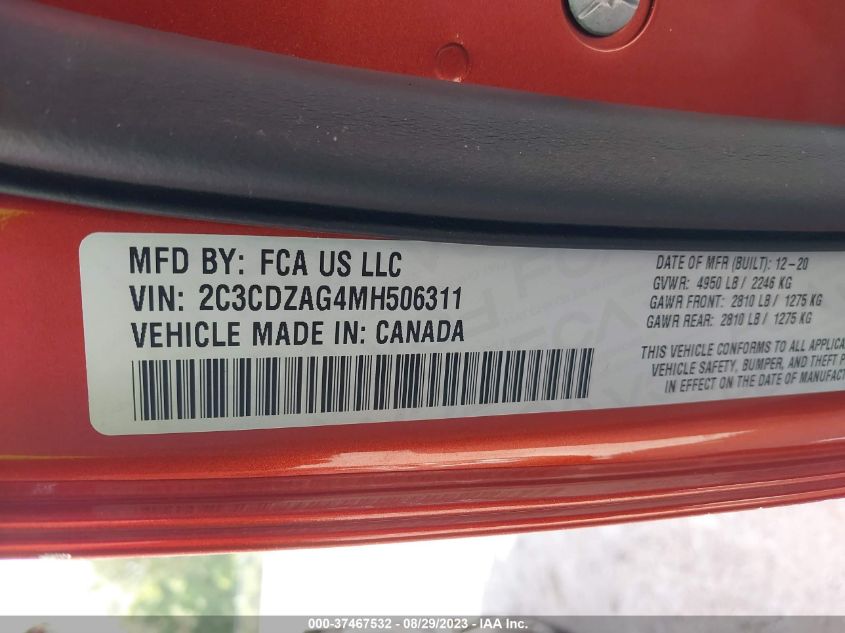 MFD BY: FCA US LLC
VIN: 2C3CDZAG4MH506311
VEHICLE MADE IN: CANADA
DATE OF MFR (BUILT): 12-20
GVWR: 4950 LB / 2246 KG
GAWR FRONT: 2810 LB / 1275 KG
GAWR REAR: 2810 LB / 1275 KG
THIS VEHICLE CONFORMS TO ALL
VEHICLE SAFETY, BUMPER, AND THEFT
IN EFFECT ON THE DATE OF
000-37467532 - 08/29/2023 - © IAA, Inc.